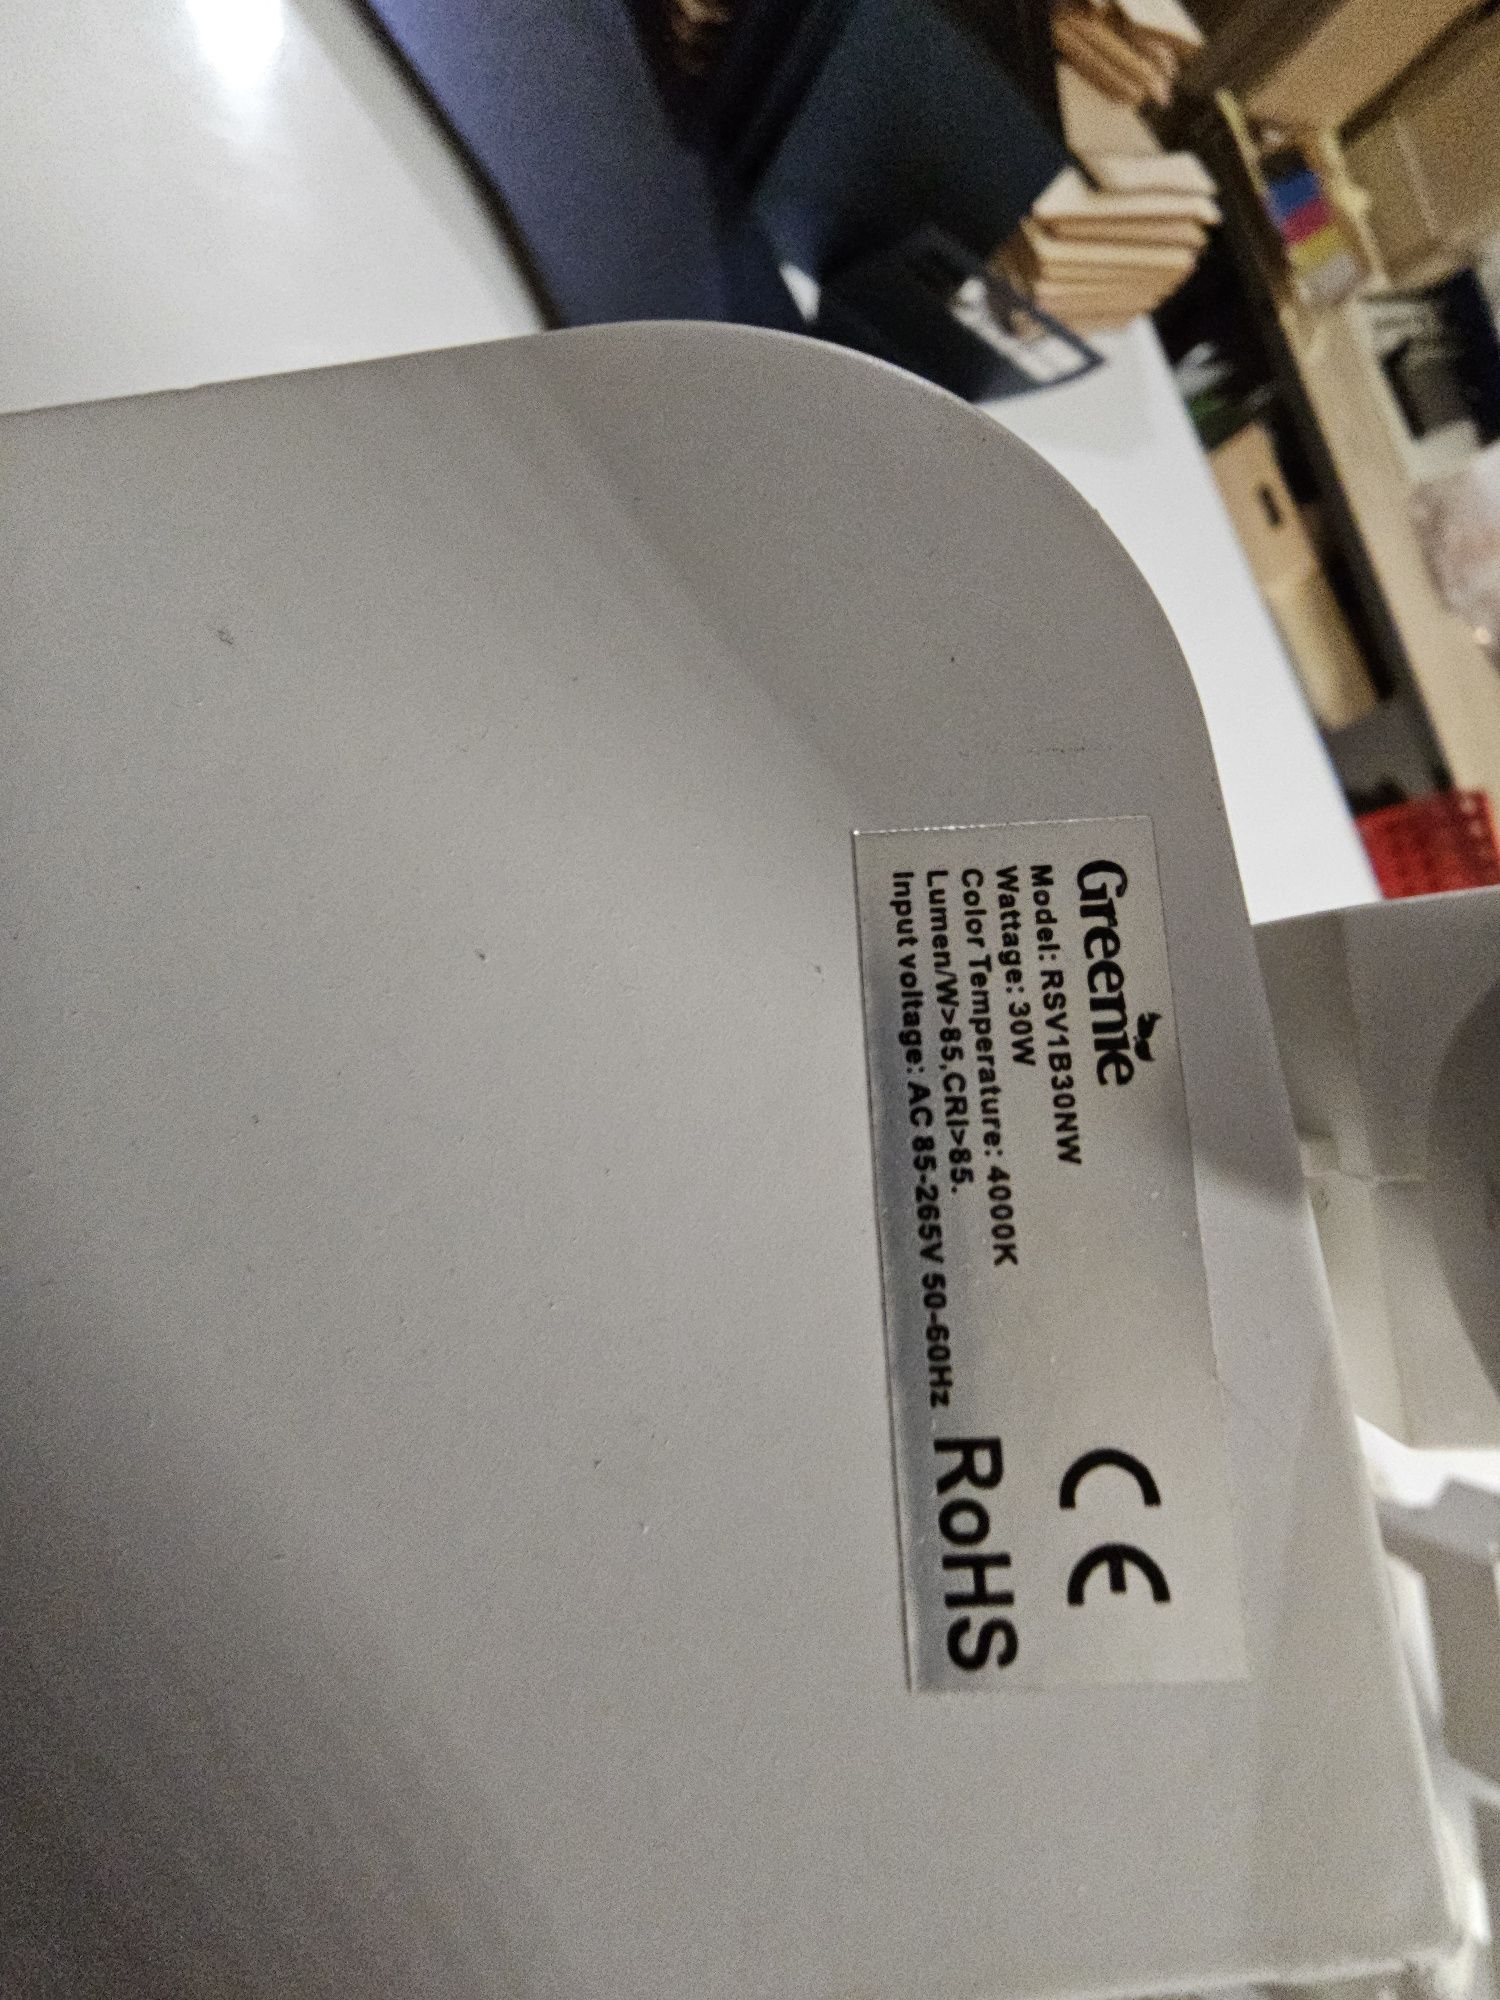 Greenie
Model: RSV1B30NW
Wattage: 30W
Color Temperature: 4000K
Lumen/W>85,CRI>85.
Input voltage: AC 85-265V 50-60Hz
CE
RoHS